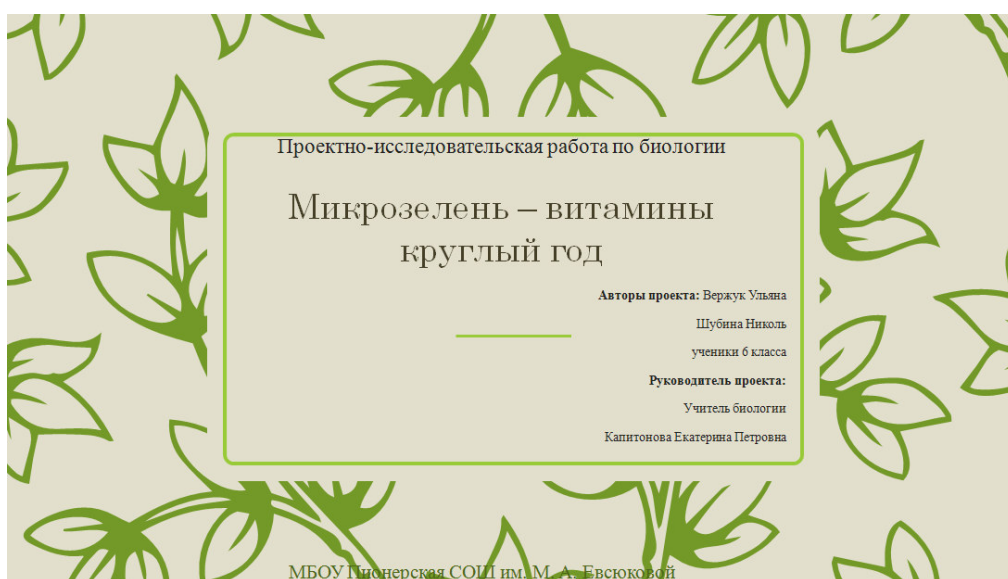 Проектно-исследовательская работа по биологии
Микрозелень – витамины
круглый год
Авторы проекта: Вержук Ульяна
Шубина Николь
ученики 6 класса
Руководитель проекта:
Учитель биологии
Капитонова Екатерина Петровна
МБОУ Пионерская СОШ им. М. А. Евсюковой